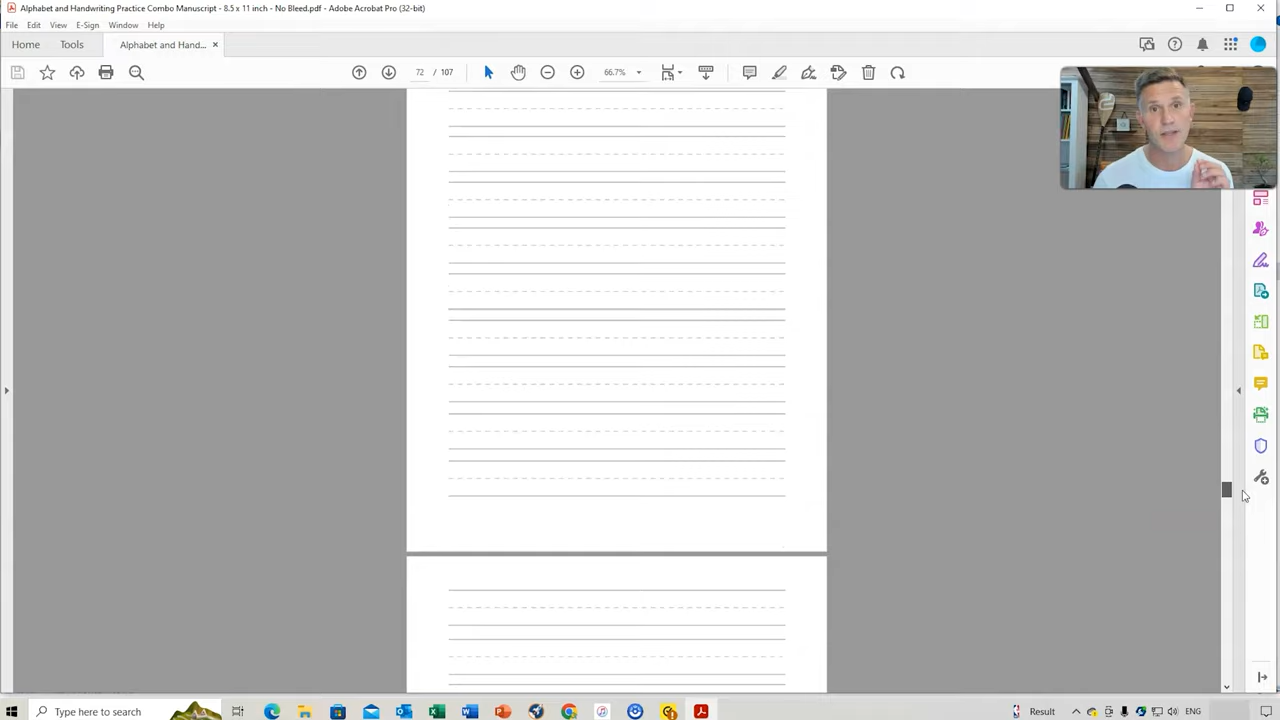 Alphabet and Handwriting Practice Combo Manuscript - 8.5 x 11 inch - No Bleed.pdf - Adobe Acrobat Pro (32-bit)
File Edit View E-Sign Window Help
Home Tools Alphabet and Hand... ×
72 / 107 66.7%
Type here to search
Result ENG